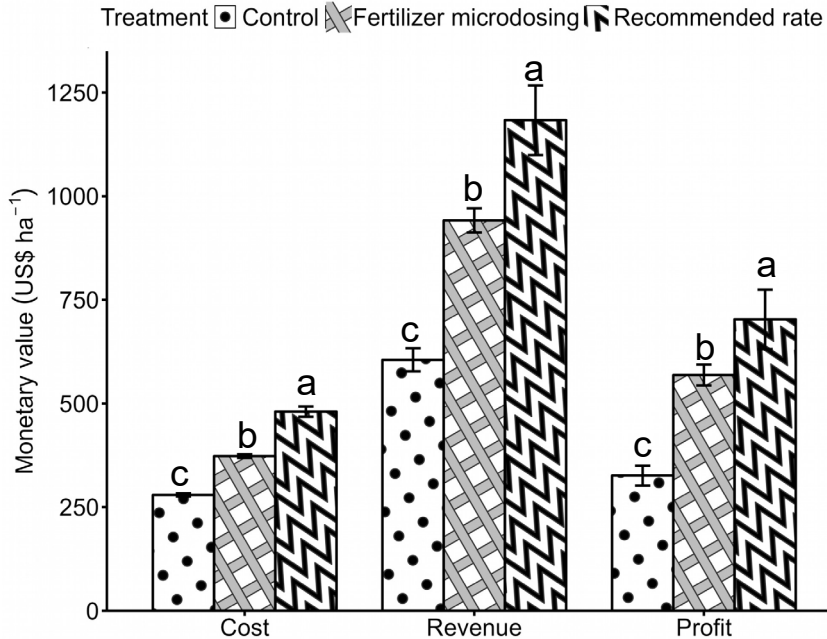 Treatment Control Fertilizer microdosing Recommended rate
Monetary value (US$ ha⁻¹)
1250
1000
750
500
250
0
c b a
c b a
c b a
Cost Revenue Profit